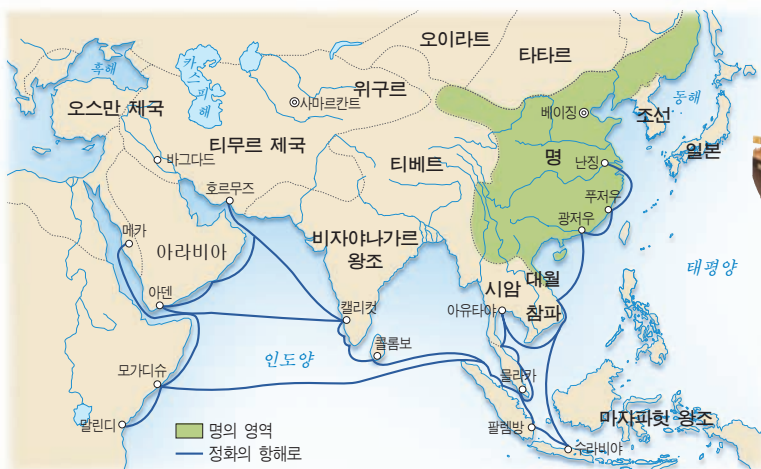 오이라트
타타르
흑해
카스피해
위구르
사마르칸트
오스만 제국
베이징
조선
동해
티무르 제국
바그다드
티베트
명
난징
일본
호르무즈
푸저우
메카
아라비아
비자야나가르
왕조
광저우
태평양
아덴
시암
대월
캘리컷
아유타야
참파
콜롬보
인도양
모가디슈
믈라카
말린디
팔렘방
마자파힛 왕조
수라바야
명의 영역
정화의 항해로